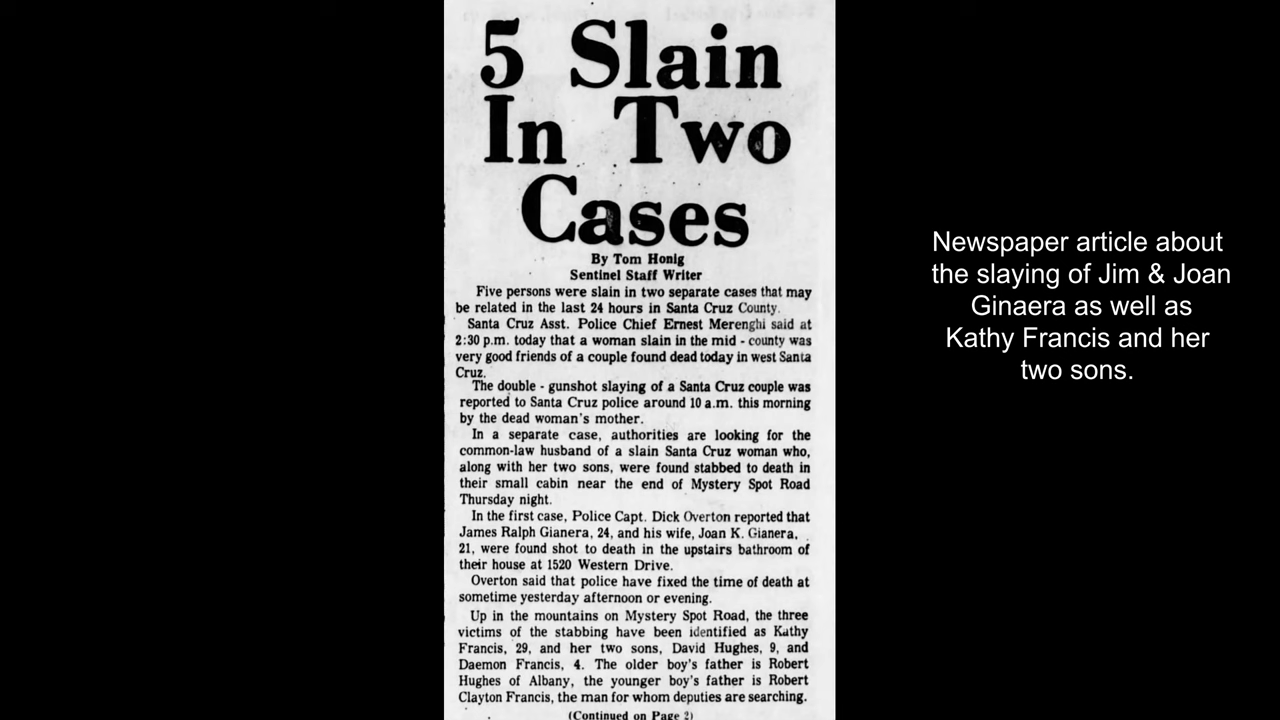 5 Slain
In Two
Cases
By Tom Honig
Sentinel Staff Writer
Five persons were slain in two separate cases that may
be related in the last 24 hours in Santa Cruz County.
Santa Cruz Asst. Police Chief Ernest Merenghi said at
2:30 p.m. today that a woman slain in the mid - county was
very good friends of a couple found dead today in west Santa
Cruz.
The double - gunshot slaying of a Santa Cruz couple was
reported to Santa Cruz police around 10 a.m. this morning
by the dead woman's mother.
In a separate case, authorities are looking for the
common-law husband of a slain Santa Cruz woman who,
along with her two sons, were found stabbed to death in
their small cabin near the end of Mystery Spot Road
Thursday night.
In the first case, Police Capt. Dick Overton reported that
James Ralph Gianera, 24, and his wife, Joan K. Gianera,
21, were found shot to death in the upstairs bathroom of
their house at 1520 Western Drive.
Overton said that police have fixed the time of death at
sometime yesterday afternoon or evening.
Up in the mountains on Mystery Spot Road, the three
victims of the stabbing have been identified as Kathy
Francis, 29, and her two sons, David Hughes, 9, and
Daemon Francis, 4. The older boy's father is Robert
Hughes of Albany, the younger boy's father is Robert
Clayton Francis, the man for whom deputies are searching.
(Continued on Page 2)
Newspaper article about
the slaying of Jim & Joan
Ginaera as well as
Kathy Francis and her
two sons.